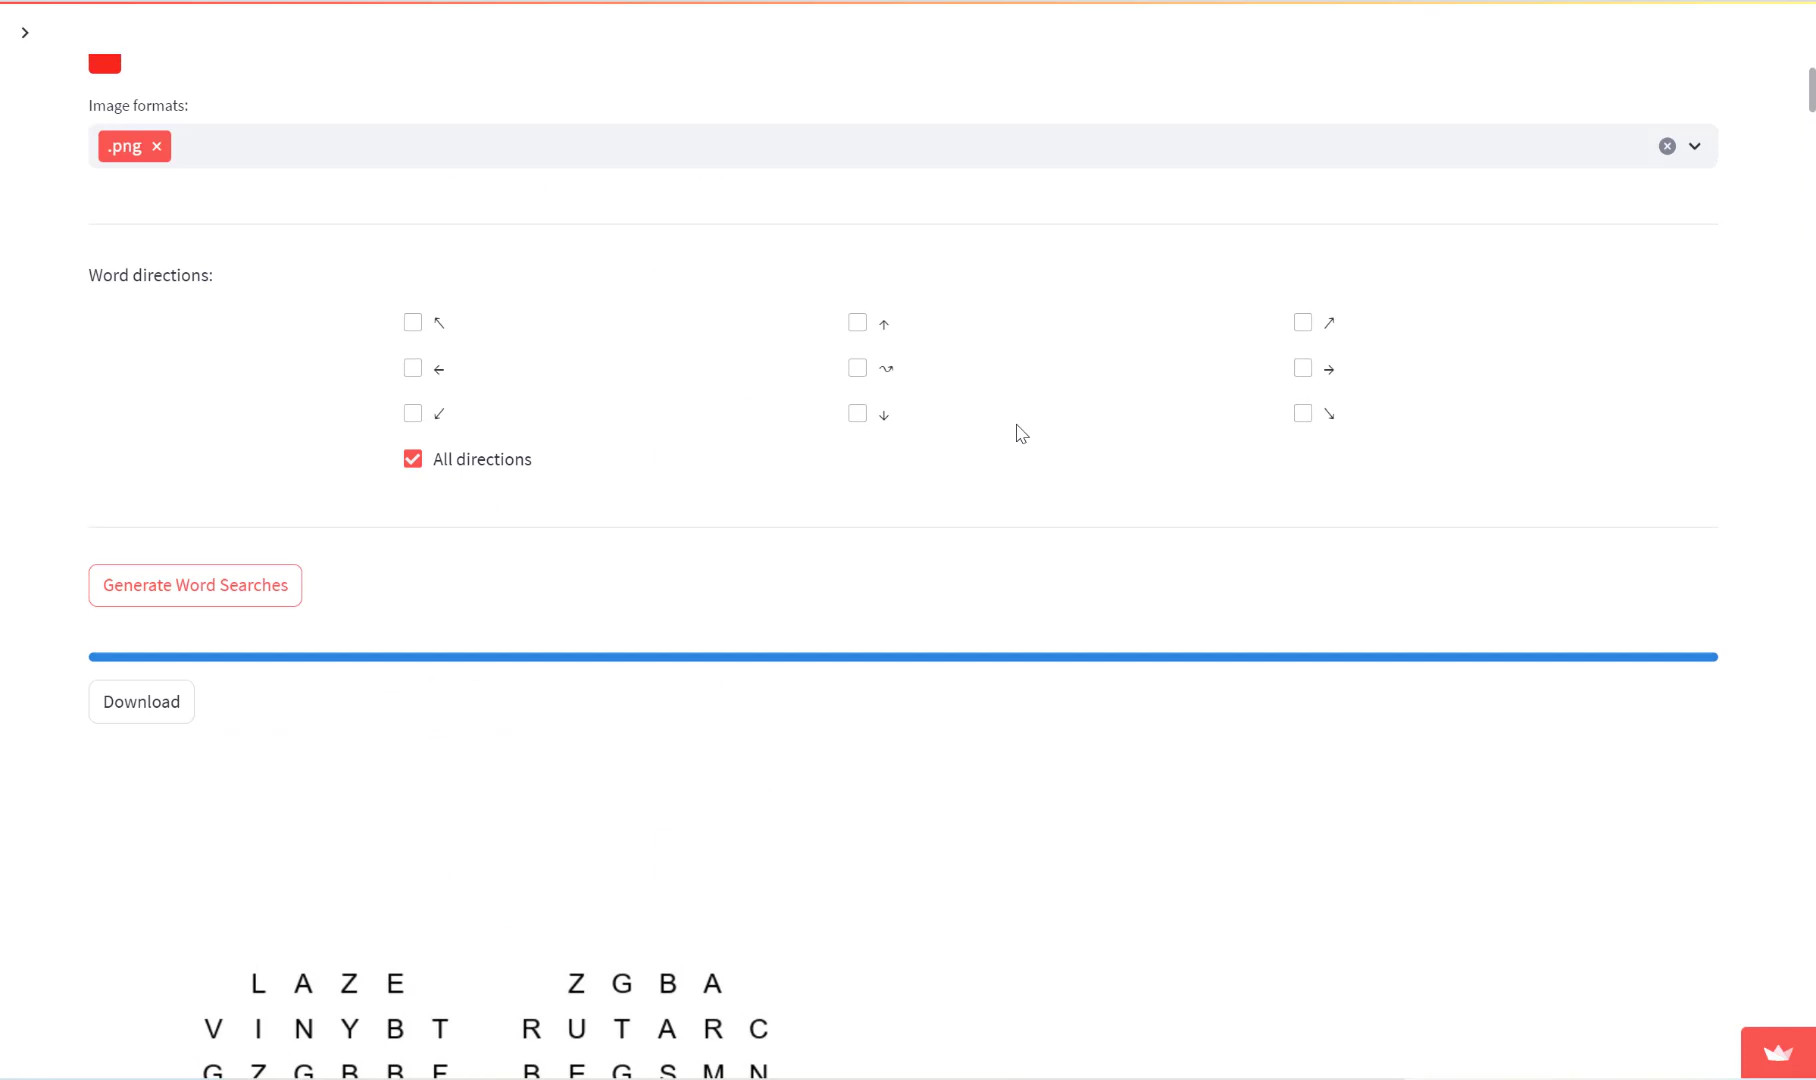 Image formats:
.png ×
Word directions:
↖ ↑ ↗
← ↝ →
↙ ↓ ↘
All directions
Generate Word Searches
Download
L A Z E Z G B A
V I N Y B T R U T A R C
G Z G B B E B E G S M N